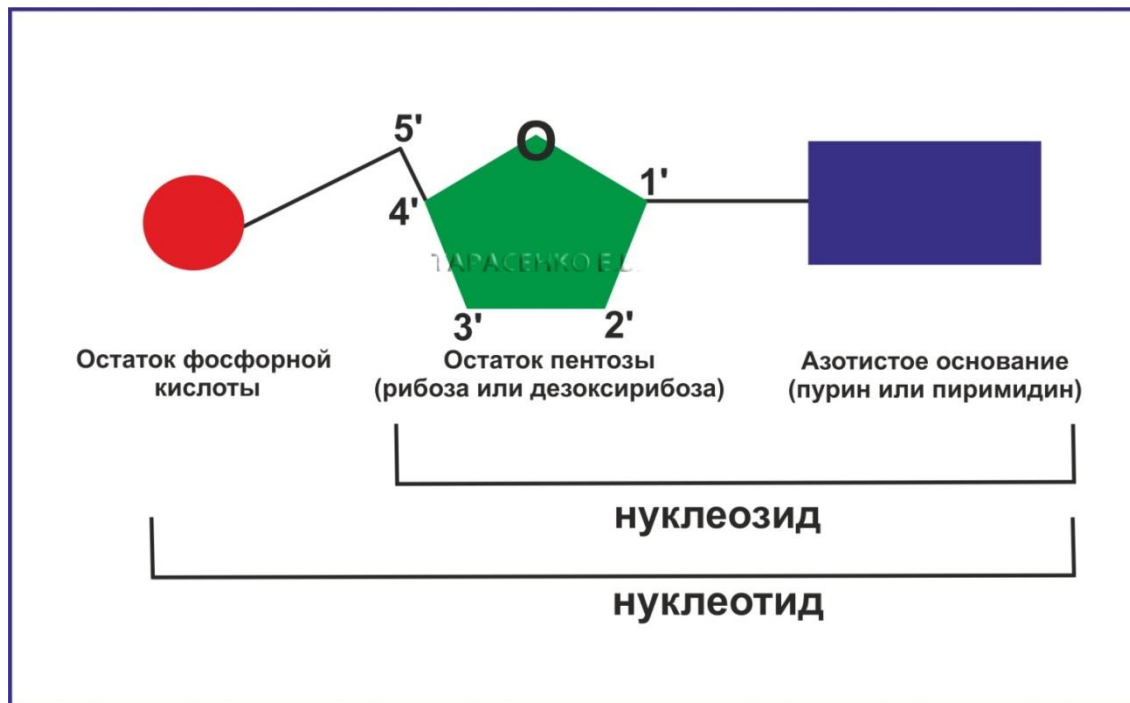 5'
O
4'
1'
ТАРАСЕНКО Е.
3'
2'
Остаток фосфорной
кислоты
Остаток пентозы
(рибоза или дезоксирибоза)
Азотистое основание
(пурин или пиримидин)
нуклеозид
нуклеотид